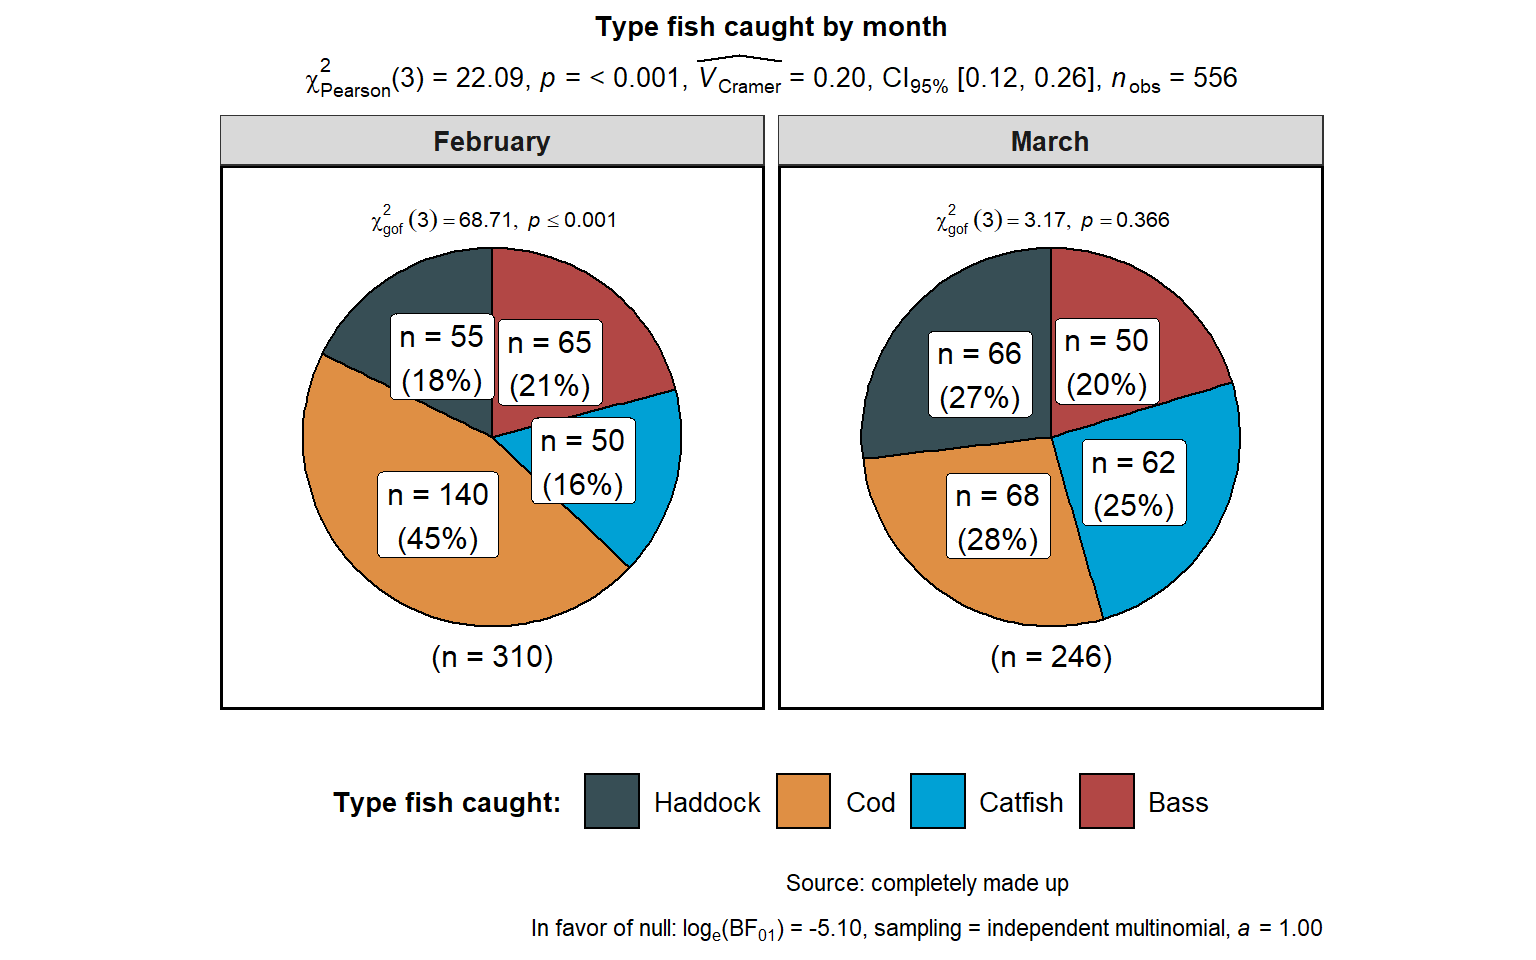 Type fish caught by month
χ²Pearson(3) = 22.09, p = < 0.001, V̂Cramer = 0.20, CI95% [0.12, 0.26], nobs = 556
February
March
χ²gof (3) = 68.71, p ≤ 0.001
χ²gof (3) = 3.17, p = 0.366
n = 55
(18%)
n = 65
(21%)
n = 50
(16%)
n = 140
(45%)
(n = 310)
n = 66
(27%)
n = 50
(20%)
n = 62
(25%)
n = 68
(28%)
(n = 246)
Type fish caught: Haddock Cod Catfish Bass
Source: completely made up
In favor of null: loge(BF01) = -5.10, sampling = independent multinomial, a = 1.00